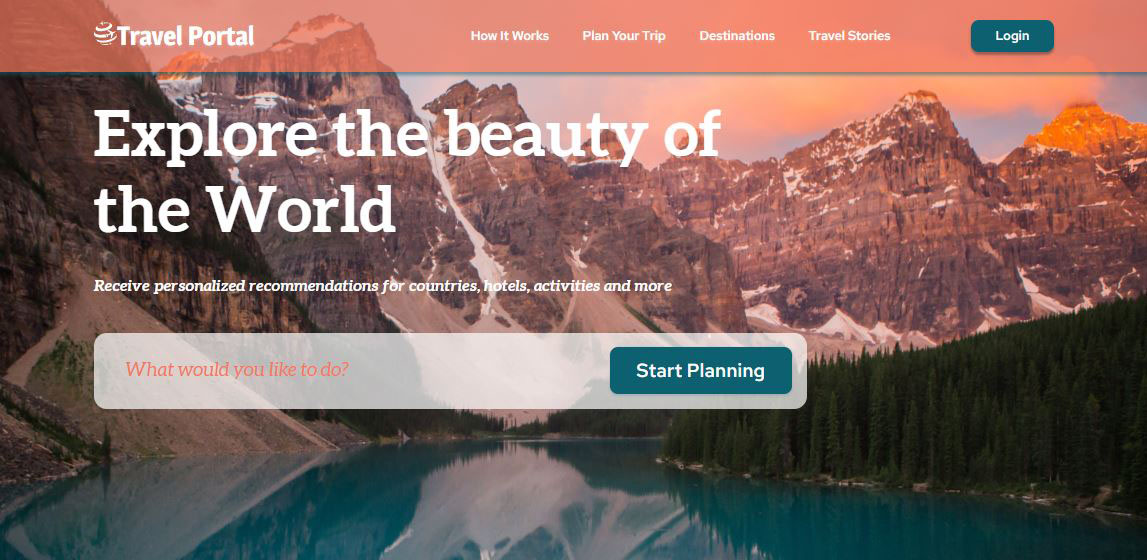 Travel Portal
How It Works
Plan Your Trip
Destinations
Travel Stories
Login
Explore the beauty of
the World
Receive personalized recommendations for countries, hotels, activities and more
What would you like to do?
Start Planning